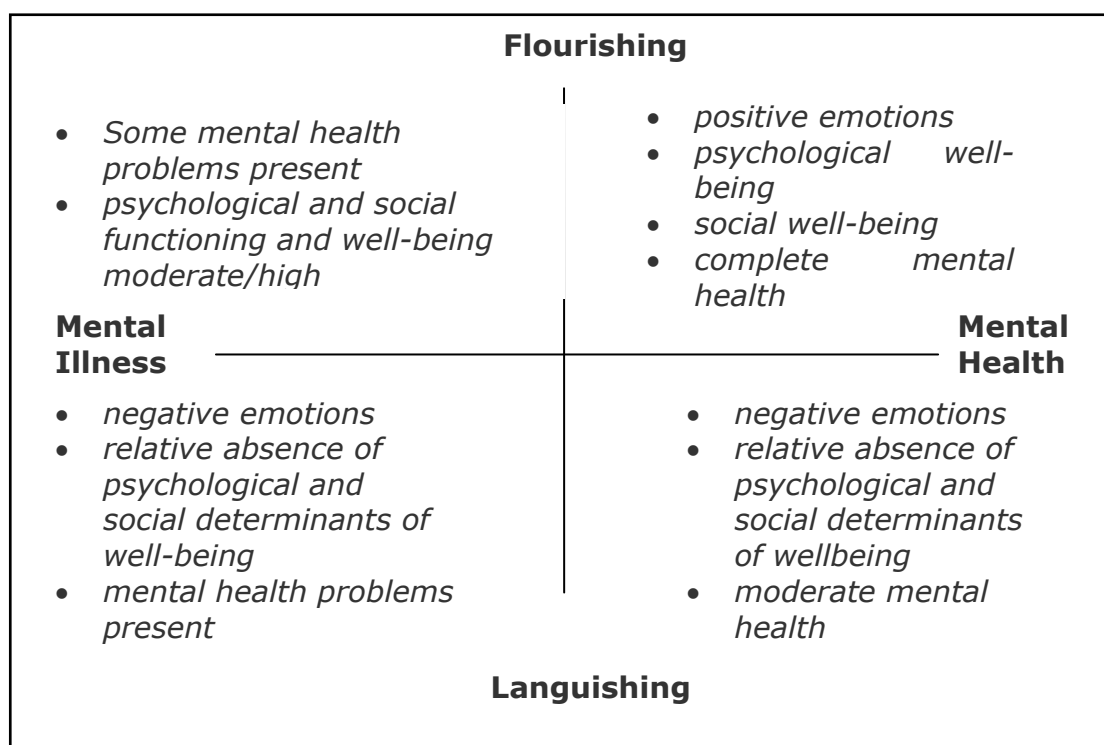 Flourishing
• Some mental health
problems present
• psychological and social
functioning and well-being
moderate/high
• positive emotions
• psychological well-
being
• social well-being
• complete mental
health
Mental
Illness
Mental
Health
• negative emotions
• relative absence of
psychological and
social determinants of
well-being
• mental health problems
present
• negative emotions
• relative absence of
psychological and
social determinants
of wellbeing
• moderate mental
health
Languishing